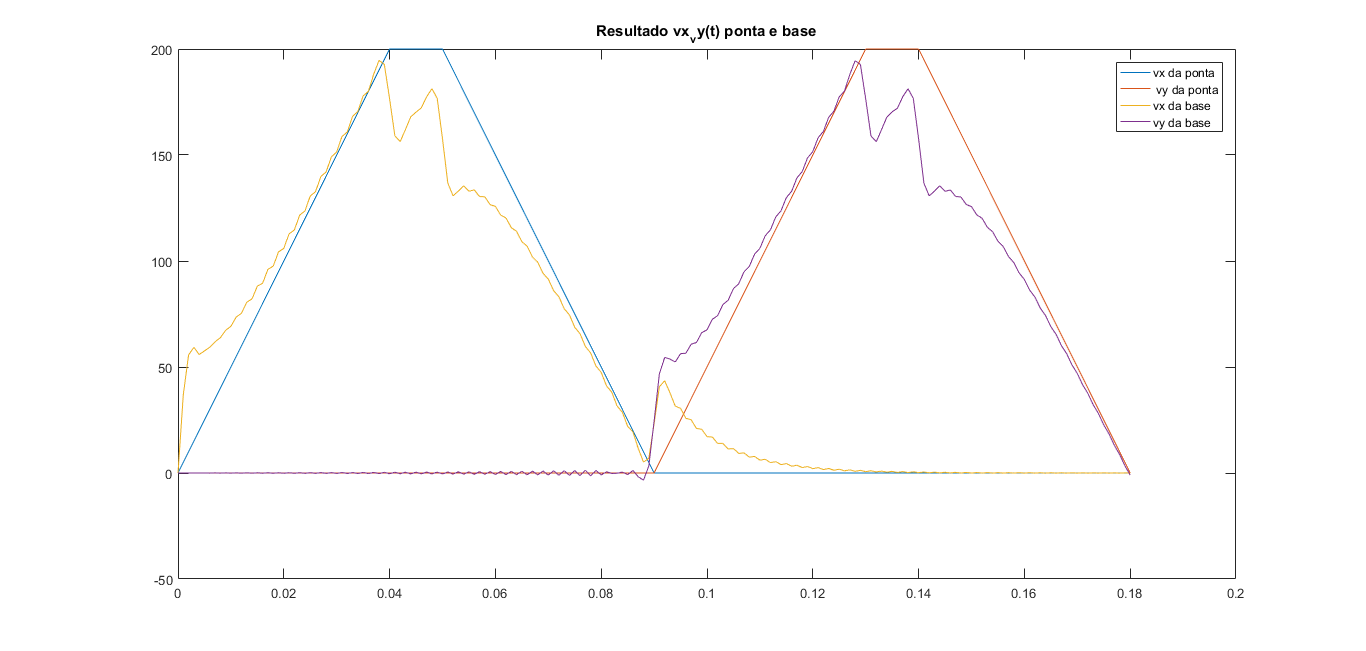 Resultado vx_vy(t) ponta e base
200
150
100
50
0
-50
vx da ponta
vy da ponta
vx da base
vy da base
0 0.02 0.04 0.06 0.08 0.1 0.12 0.14 0.16 0.18 0.2